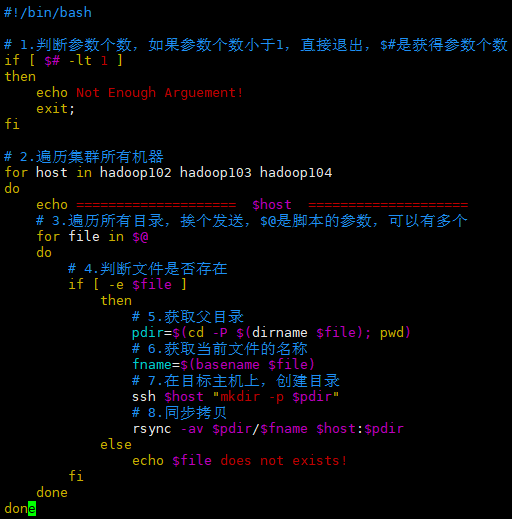 #!/bin/bash
# 1.判断参数个数，如果参数个数小于1，直接退出，$#是获得参数个数
if [ $# -lt 1 ]
then
    echo Not Enough Arguement!
    exit;
fi
# 2.遍历集群所有机器
for host in hadoop102 hadoop103 hadoop104
do
    echo ====================  $host  ====================
    # 3.遍历所有目录，挨个发送，$@是脚本的参数，可以有多个
    for file in $@
    do
        # 4.判断文件是否存在
        if [ -e $file ]
            then
                # 5.获取父目录
                pdir=$(cd -P $(dirname $file); pwd)
                # 6.获取当前文件的名称
                fname=$(basename $file)
                # 7.在目标主机上，创建目录
                ssh $host "mkdir -p $pdir"
                # 8.同步拷贝
                rsync -av $pdir/$fname $host:$pdir
            else
                echo $file does not exists!
        fi
    done
done